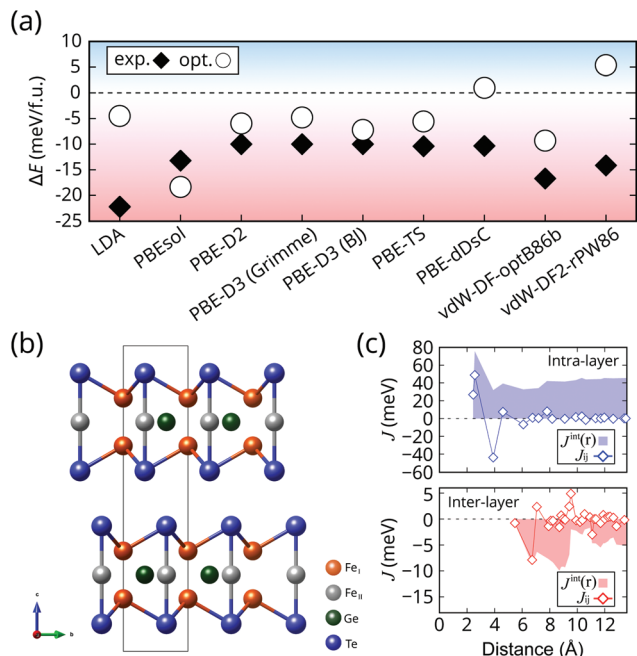 (a)
ΔE (meV/f.u.)
10
5
0
-5
-10
-15
-20
-25
exp. ◆ opt. ○
LDA
PBEsol
PBE-D2
PBE-D3 (Grimme)
PBE-D3 (BJ)
PBE-TS
PBE-dDsC
vdW-DF-optB86b
vdW-DF2-rPW86
(b)
Fe_I
Fe_II
Ge
Te
c
b
(c)
J (meV)
80
60
40
20
0
-20
-40
-60
Intra-layer
J^int(r)
J_ij
J (meV)
5
0
-5
-10
-15
Inter-layer
J^int(r)
J_ij
0 2 4 6 8 10 12
Distance (Å)